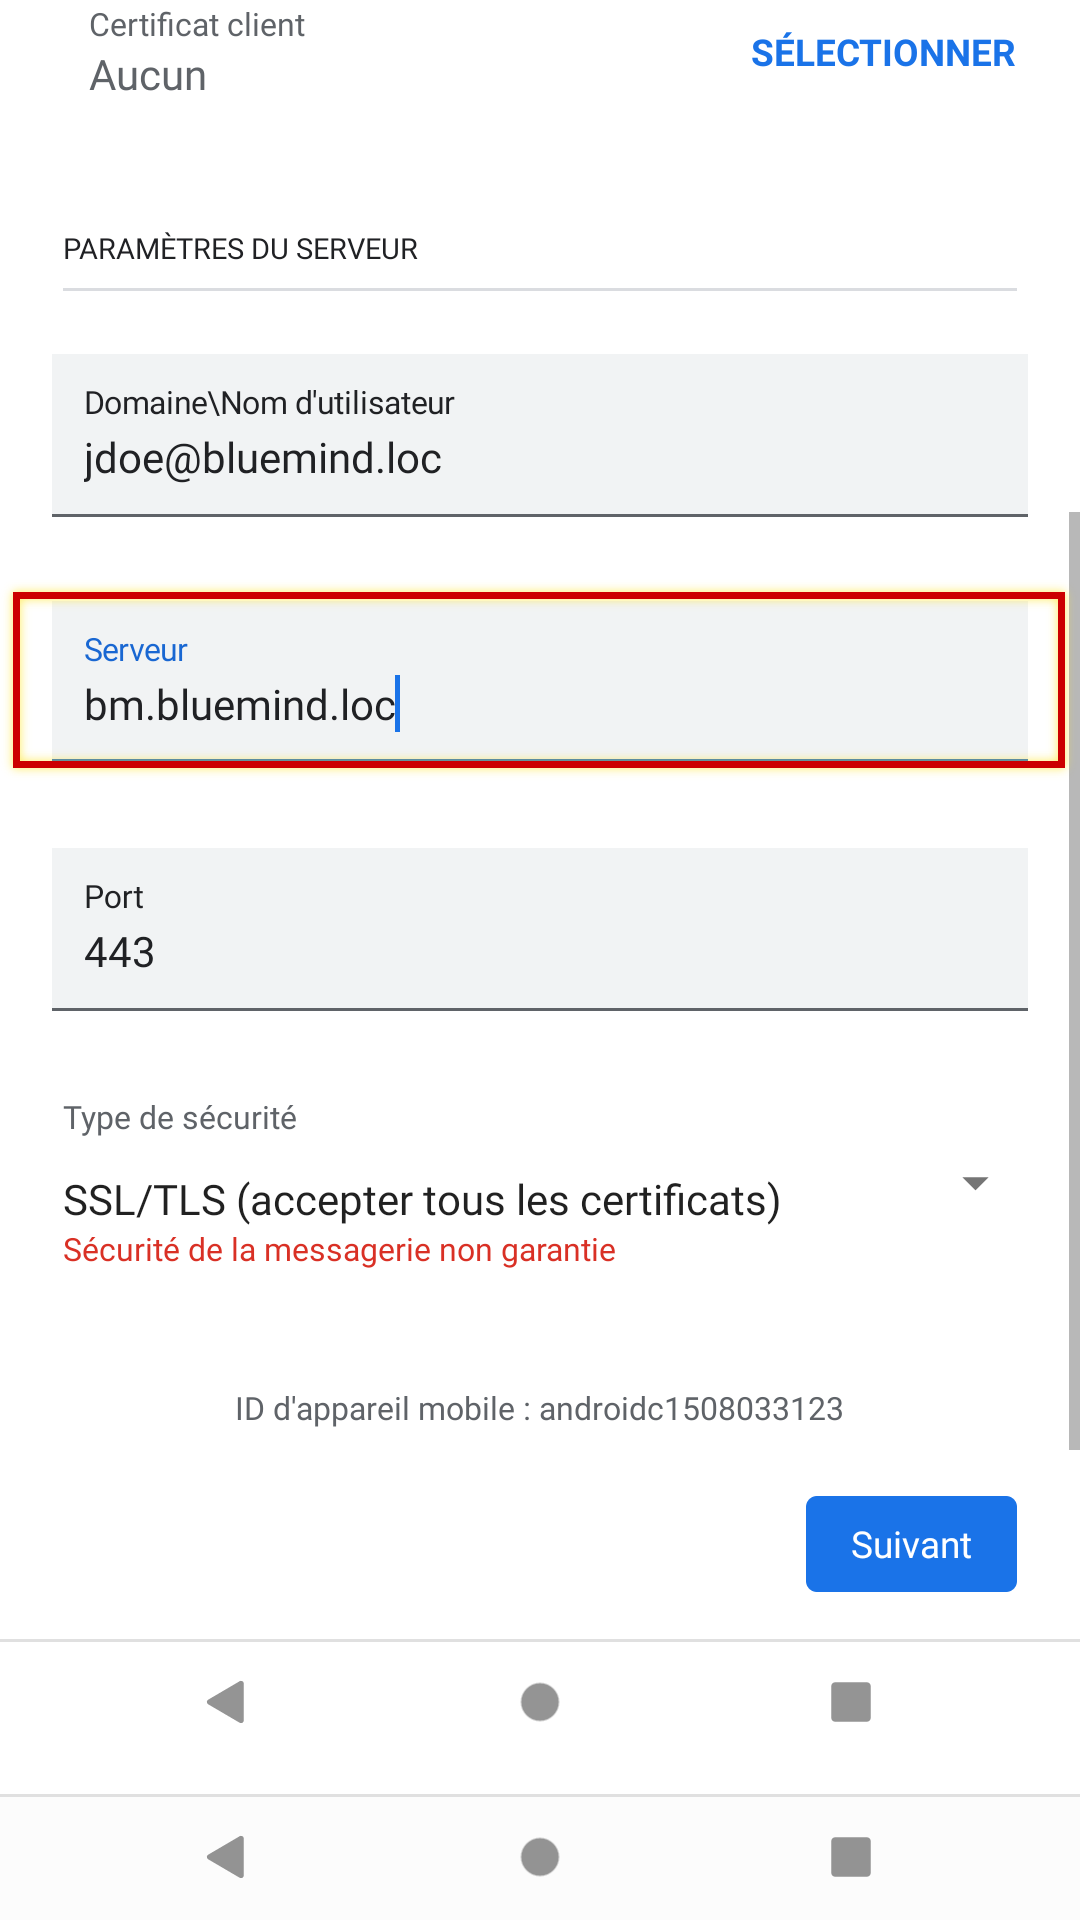 Certificat client
Aucun
SÉLECTIONNER
PARAMÈTRES DU SERVEUR
Domaine\Nom d'utilisateur
jdoe@bluemind.loc
Serveur
bm.bluemind.loc
Port
443
Type de sécurité
SSL/TLS (accepter tous les certificats)
Sécurité de la messagerie non garantie
ID d'appareil mobile : androidc1508033123
Suivant